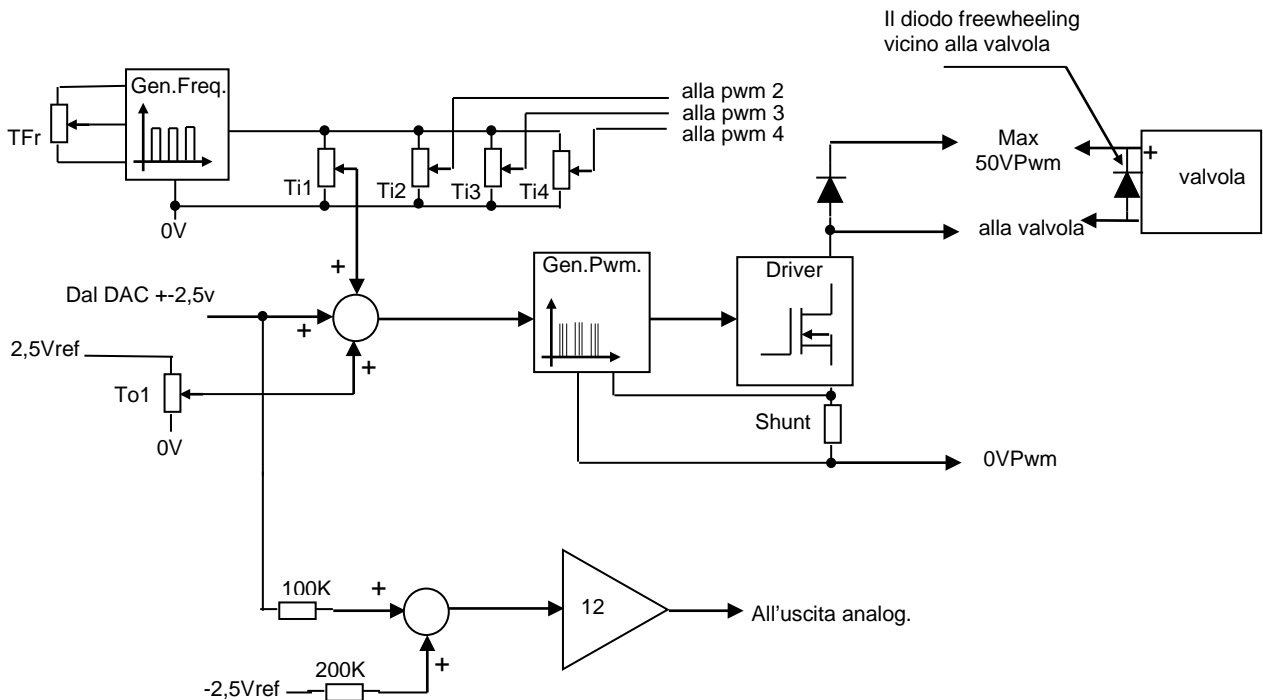 Il diodo freewheeling
vicino alla valvola
Gen.Freq.
TFr
alla pwm 2
alla pwm 3
alla pwm 4
Max
50VPwm
+
valvola
Ti1
Ti2
Ti3
Ti4
0V
alla valvola
Gen.Pwm.
Driver
+
Dal DAC +-2,5v
+
2,5Vref
+
To1
0V
Shunt
0VPwm
100K
+
12
All'uscita analog.
200K
+
-2,5Vref